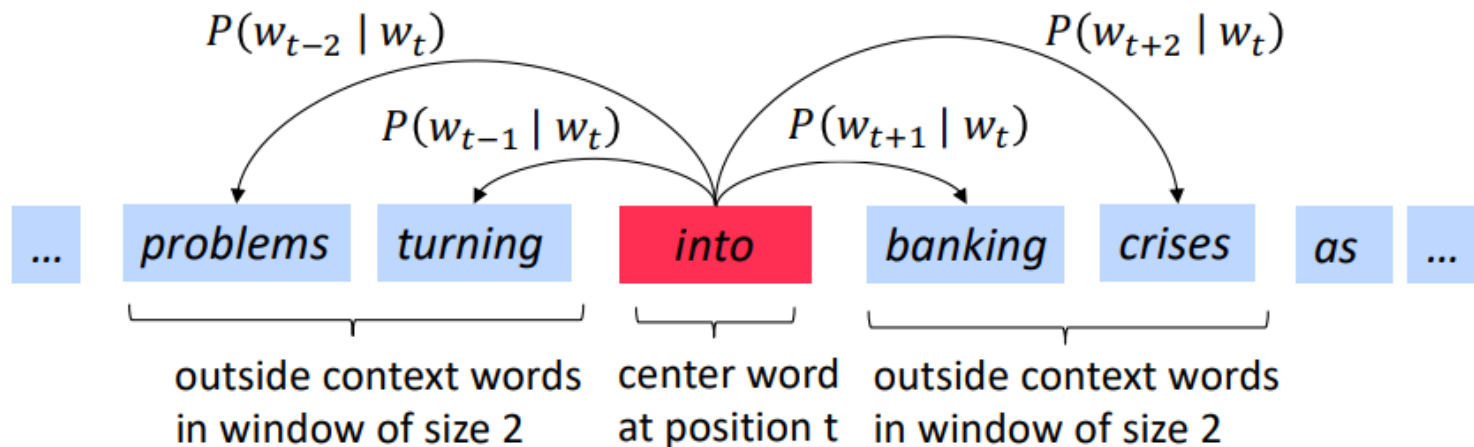 P(w_{t−2} | w_t) P(w_{t+2} | w_t)
P(w_{t−1} | w_t) P(w_{t+1} | w_t)
... problems turning into banking crises as ...
outside context words center word outside context words
in window of size 2 at position t in window of size 2